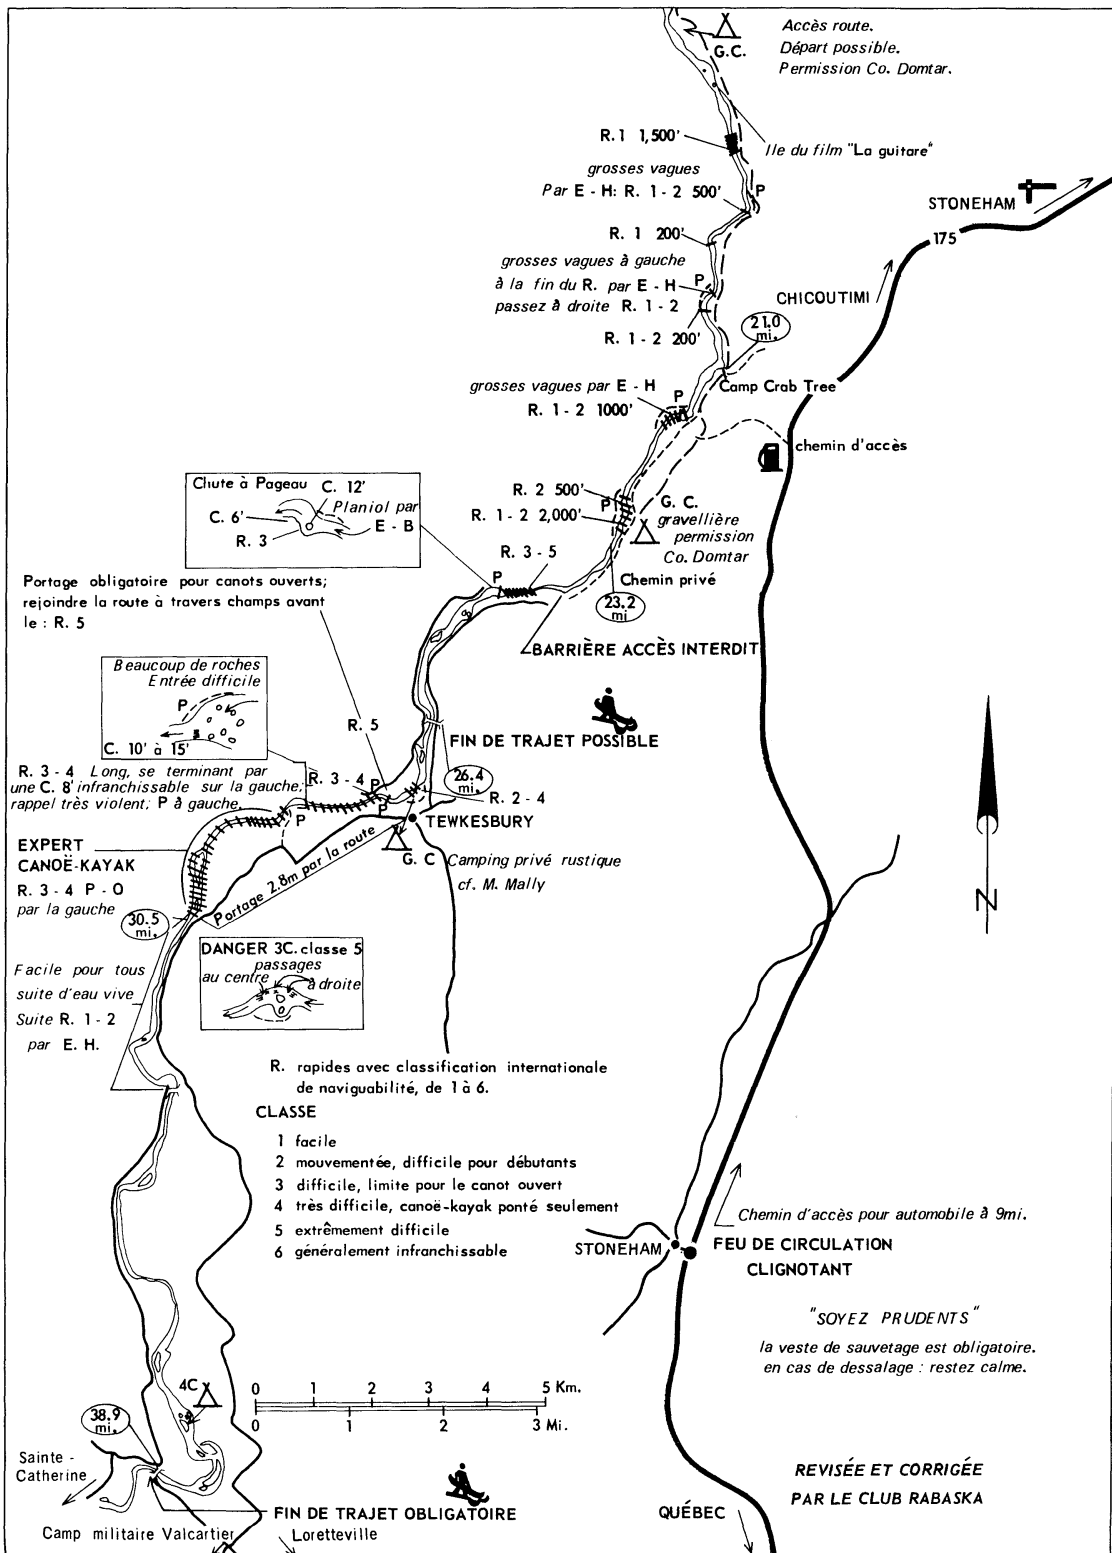 Accès route.
Départ possible.
Permission Co. Domtar.
G.C.
R.1 1,500'
Ile du film "La guitare"
grosses vagues
Par E - H: R. 1-2 500'
P
STONEHAM
175
R. 1 200'
grosses vagues à gauche
à la fin du R. par E - H
passez à droite R. 1-2
P
CHICOUTIMI
R. 1-2 200'
21.0
mi.
Camp Crab Tree
grosses vagues par E - H
R. 1-2 1000'
P
chemin d'accès
Chute à Pageau C. 12'
Planiol par
E - B
C. 6'
R. 3
R. 2 500'
R. 1-2 2,000'
P
G. C.
gravellière
permission
Co. Domtar
R. 3-5
P
Chemin privé
23.2
mi
Portage obligatoire pour canots ouverts;
rejoindre la route à travers champs avant
le : R. 5
BARRIÈRE ACCÈS INTERDIT
Beaucoup de roches
Entrée difficile
P
C. 10' à 15'
R. 5
FIN DE TRAJET POSSIBLE
R. 3-4 Long, se terminant par
une C. 8' infranchissable sur la gauche;
rappel très violent; P à gauche.
R. 3-4
P
P
P
26.4
mi.
R. 2-4
TEWKESBURY
EXPERT
CANOË-KAYAK
R. 3-4 P-O
par la gauche
Portage 2.8m par la route
G. C
Camping privé rustique
cf. M. Mally
30.5
mi.
N
DANGER 3C. classe 5
passages
au centre
à droite
Facile pour tous
suite d'eau vive
Suite R. 1-2
par E. H.
R. rapides avec classification internationale
de naviguabilité, de 1 à 6.
CLASSE
1 facile
2 mouvementée, difficile pour débutants
3 difficile, limite pour le canot ouvert
4 très difficile, canoë-kayak ponté seulement
5 extrêmement difficile
6 généralement infranchissable
Chemin d'accès pour automobile à 9mi.
STONEHAM
FEU DE CIRCULATION
CLIGNOTANT
"SOYEZ PRUDENTS"
la veste de sauvetage est obligatoire.
en cas de dessalage : restez calme.
4C
0 1 2 3 4 5 Km.
0 1 2 3 Mi.
38.9
mi.
Sainte -
Catherine
REVISÉE ET CORRIGÉE
PAR LE CLUB RABASKA
FIN DE TRAJET OBLIGATOIRE
QUÉBEC
Camp militaire Valcartier
Loretteville